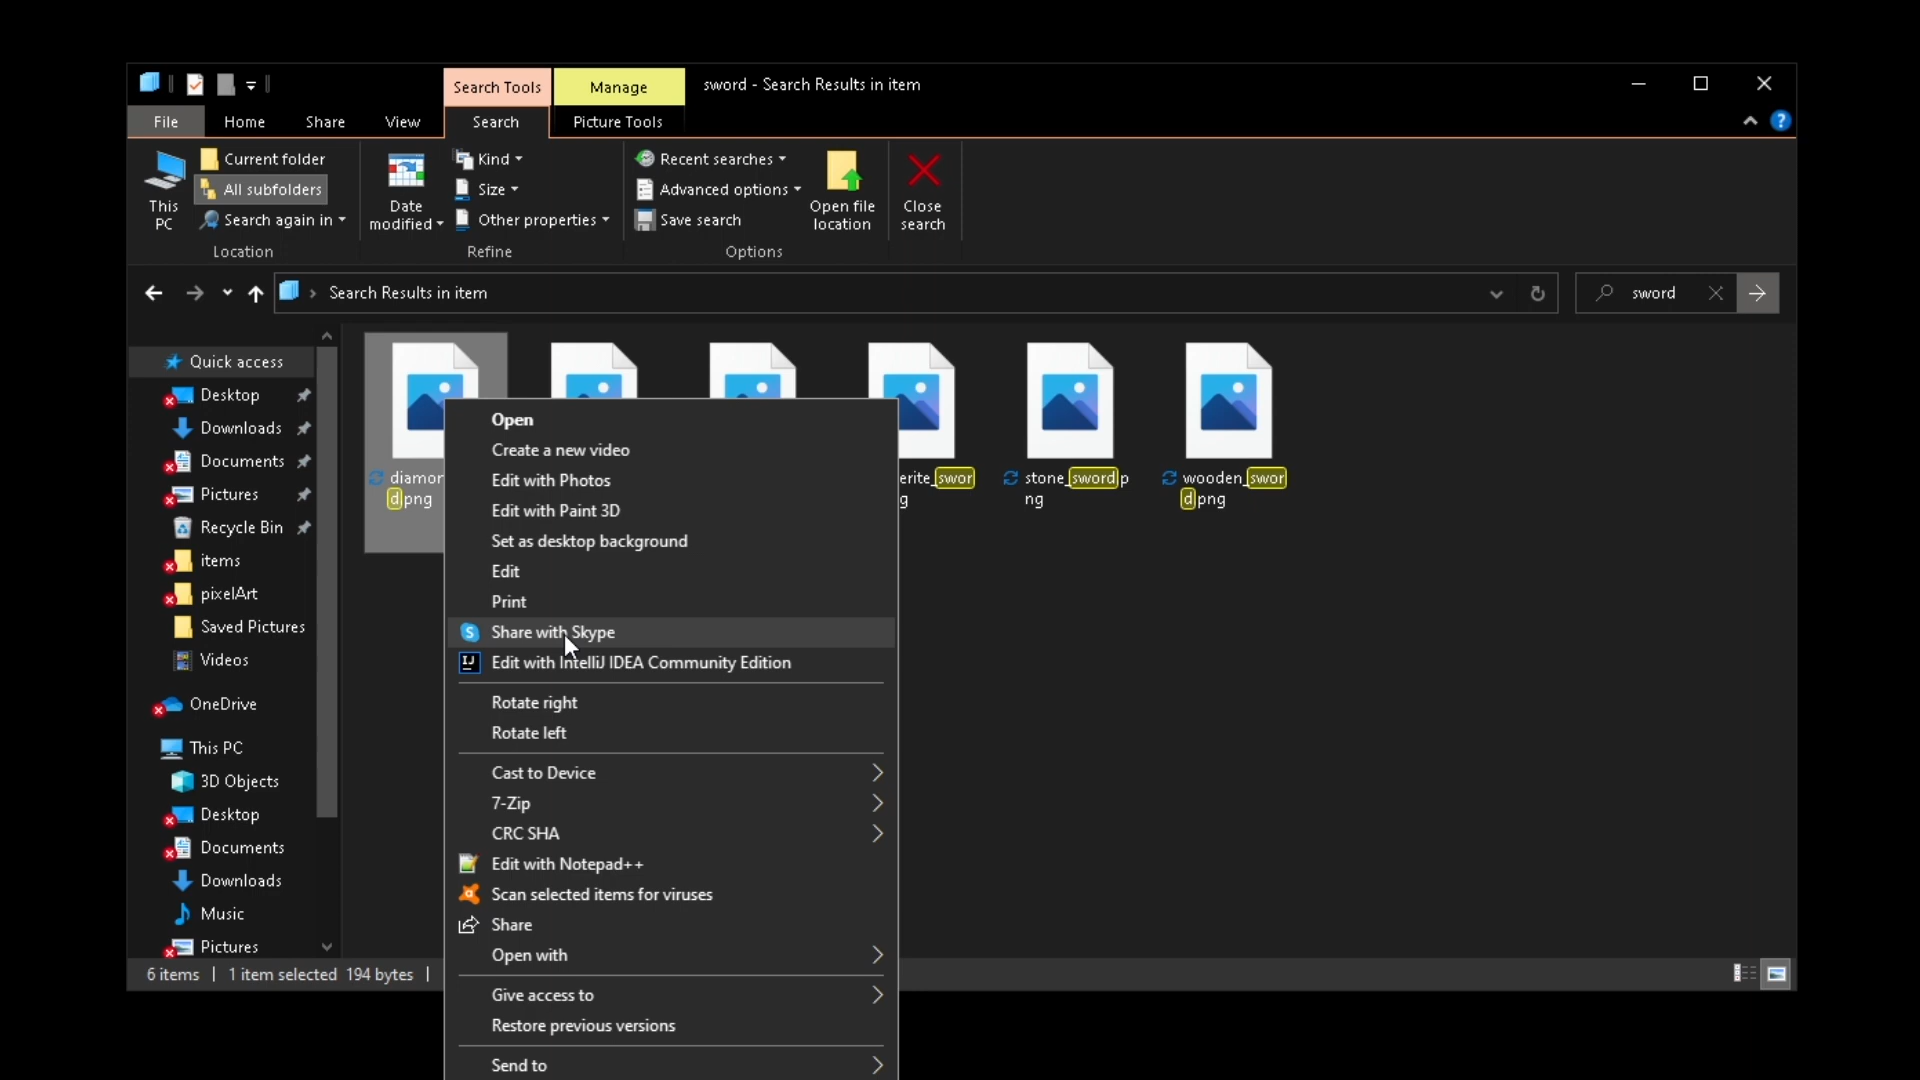 Search Tools
Manage
sword - Search Results in item
File
Home
Share
View
Search
Picture Tools
This PC
Current folder
All subfolders
Search again in
Location
Date modified
Kind
Size
Other properties
Refine
Recent searches
Advanced options
Save search
Options
Open file location
Close search
Search Results in item
sword
Quick access
Desktop
Downloads
Documents
Pictures
Recycle Bin
items
pixelArt
Saved Pictures
Videos
OneDrive
This PC
3D Objects
Desktop
Documents
Downloads
Music
Pictures
diamon
d.png
erite_swor
g
stone_sword.p
ng
wooden_swor
d.png
Open
Create a new video
Edit with Photos
Edit with Paint 3D
Set as desktop background
Edit
Print
S Share with Skype
IJ Edit with IntelliJ IDEA Community Edition
Rotate right
Rotate left
Cast to Device
7-Zip
CRC SHA
Edit with Notepad++
Scan selected items for viruses
Share
Open with
Give access to
Restore previous versions
Send to
6 items
1 item selected 194 bytes